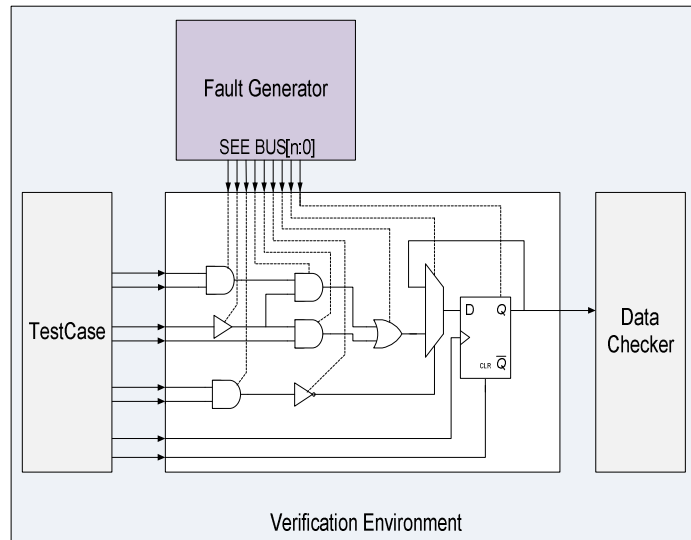 Fault Generator
SEE BUS[n:0]
TestCase
D Q
CLR Q
Data
Checker
Verification Environment